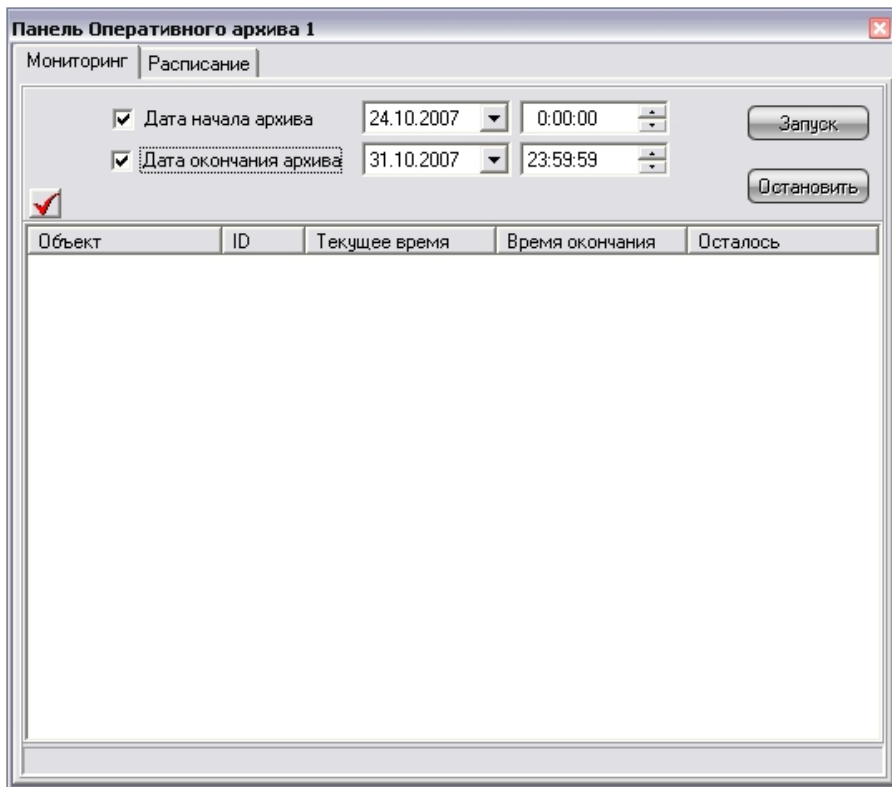 Панель Оперативного архива 1
Мониторинг Расписание
Дата начала архива 24.10.2007 0:00:00 Запуск
Дата окончания архива 31.10.2007 23:59:59 Остановить
Объект ID Текущее время Время окончания Осталось